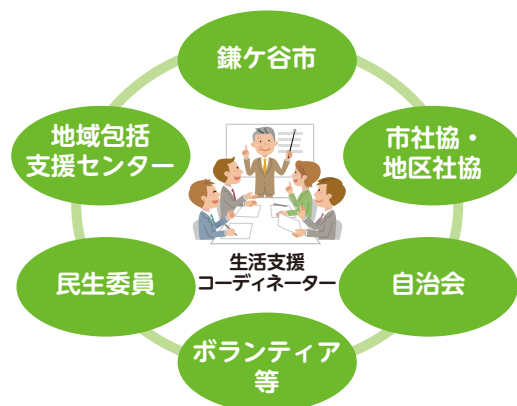 鎌ケ谷市
地域包括
支援センター
市社協・
地区社協
生活支援
コーディネーター
民生委員
自治会
ボランティア
等